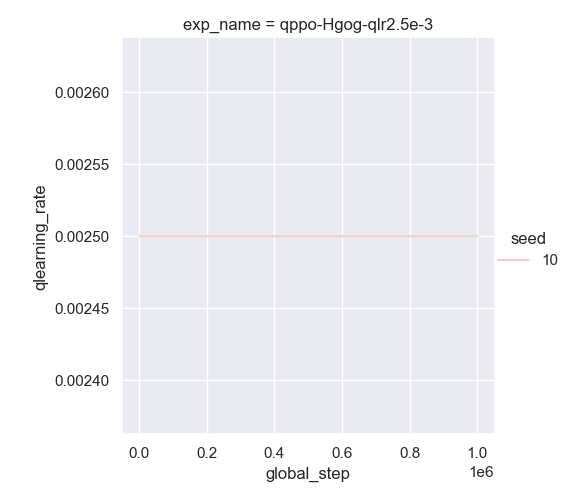 exp_name = qppo-Hgog-qlr2.5e-3
0.00260
0.00255
0.00250
0.00245
0.00240
qlearning_rate
seed
10
0.0 0.2 0.4 0.6 0.8 1.0
1e6
global_step